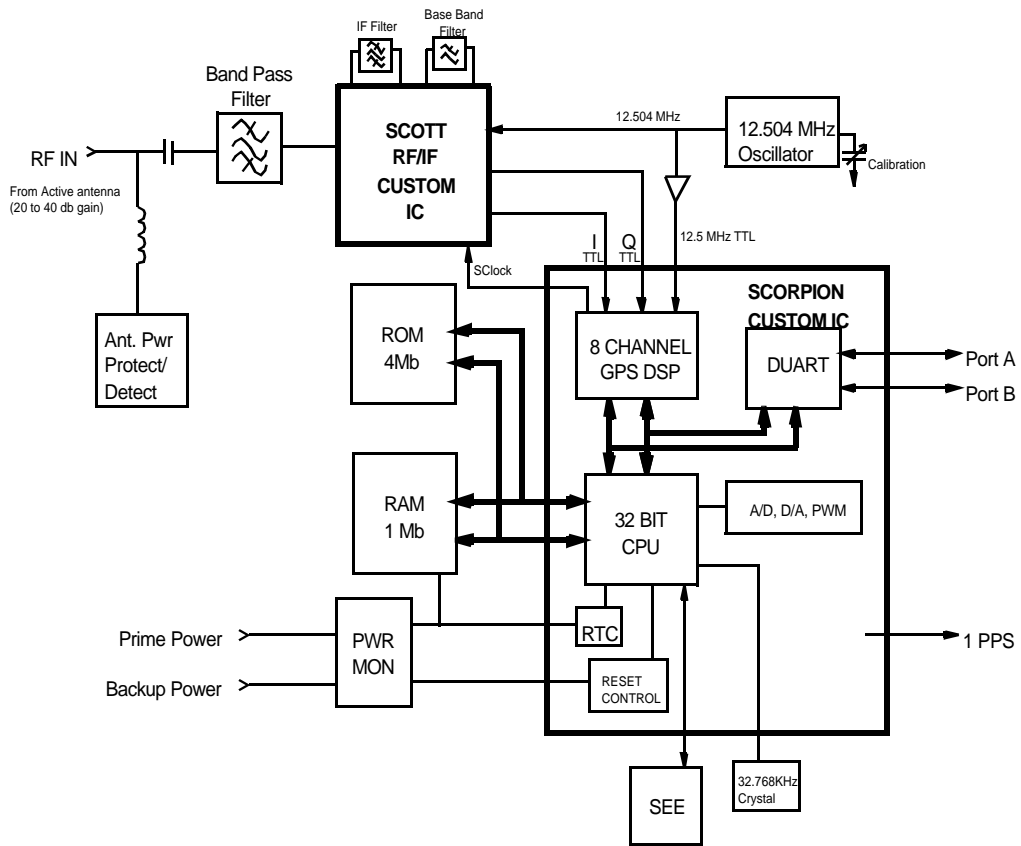 IF Filter
Base Band
Filter
Band Pass
Filter
SCOTT
RF/IF
CUSTOM
IC
12.504 MHz
12.504 MHz
Oscillator
Calibration
RF IN
From Active antenna
(20 to 40 db gain)
I
TTL
Q
TTL
12.5 MHz TTL
SClock
SCORPION
CUSTOM IC
Ant. Pwr
Protect/
Detect
ROM
4Mb
8 CHANNEL
GPS DSP
DUART
Port A
Port B
RAM
1 Mb
32 BIT
CPU
A/D, D/A, PWM
Prime Power
Backup Power
PWR
MON
RTC
RESET
CONTROL
1 PPS
SEE
32.768KHz
Crystal